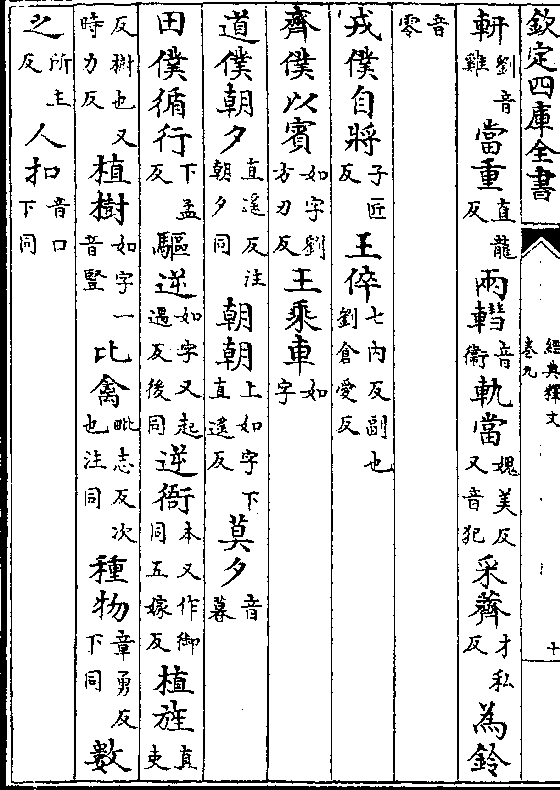 欽定四庫全書
經典釋文
卷九
十
軒劉音雞當重直龍反兩轊音衛軌當媿美反又音犯采薺才私反為鈴
音零
戎僕自將子匠反王倅七內反副也劉倉愛反
齊僕以賓如字劉方刃反王乘車如字
道僕朝夕直遙反注朝夕同朝朝上如字下直遙反莫夕音暮
田僕循行下孟反驅逆如字又起遇反後同逆衙本又作御同五嫁反植旌直吏
反樹也又時力反植樹如字一音豎比禽毗志反次也注同種物章勇反下同數
之所主反人扣音口下同